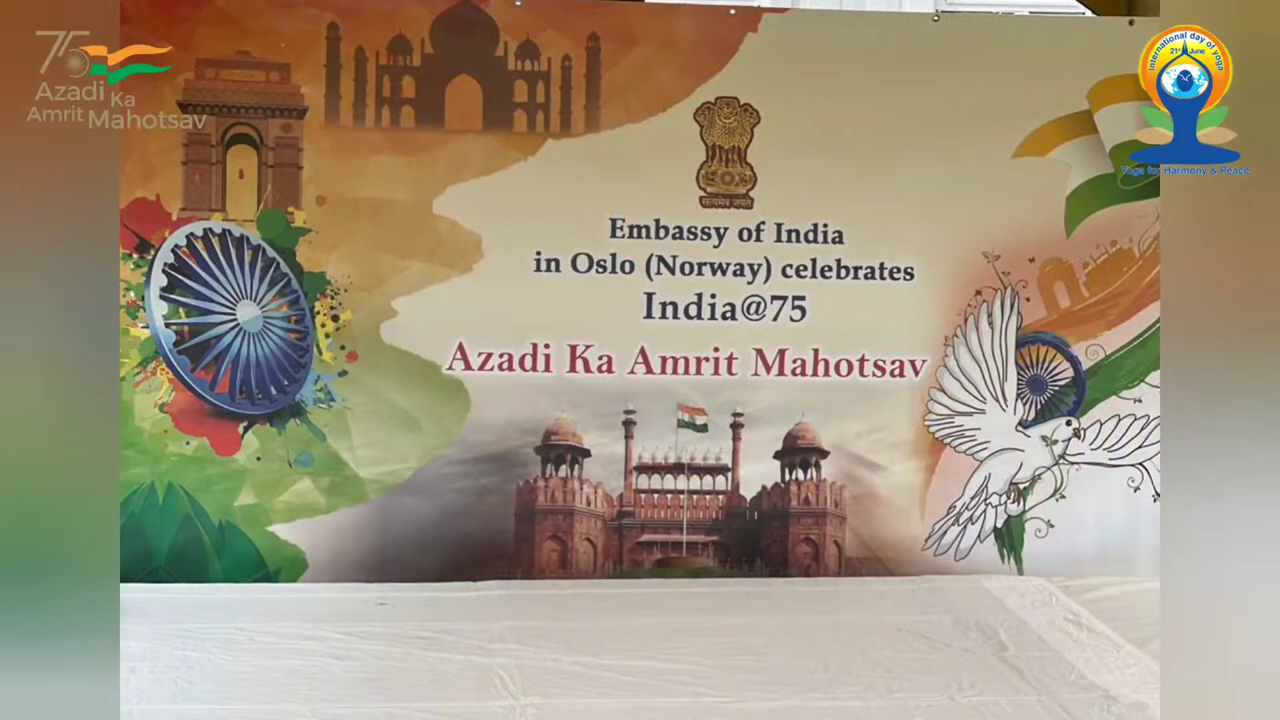 75
Azadi Ka
Amrit Mahotsav
International day of yoga
21st June
Yoga for Harmony & Peace
सत्यमेव जयते
Embassy of India
in Oslo (Norway) celebrates
India@75
Azadi Ka Amrit Mahotsav